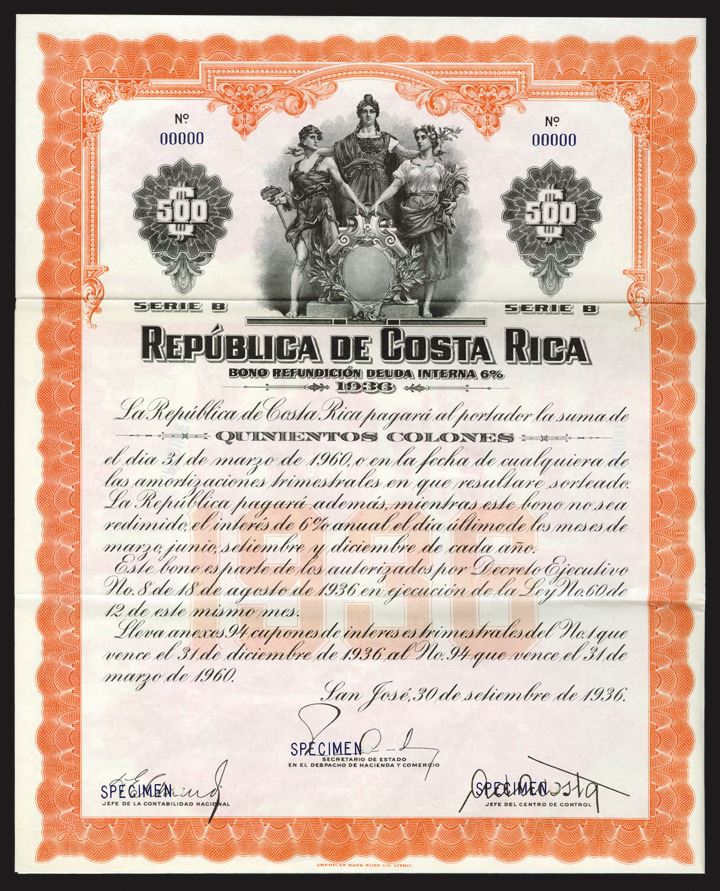 Nº
00000
Nº
00000
₡ 500
₡ 500
SERIE B
SERIE B
REPÚBLICA DE COSTA RICA
BONO REFUNDICIÓN DEUDA INTERNA 6%
1936
La República de Costa Rica pagará al portador la suma de
QUINIENTOS COLONES
el día 31 de marzo de 1960, o en la fecha de cualquiera de
las amortizaciones trimestrales en que resultare sorteado.
La República pagará además, mientras este bono no sea
redimido, el interés de 6% anual el día último de los meses de
marzo, junio, setiembre y diciembre de cada año.
Este bono es parte de los autorizados por Decreto Ejecutivo
No. 8 de 18 de agosto de 1936 en ejecución de la Ley No. 60 de
12 de este mismo mes.
Lleva anexos 94 cupones de intereses trimestrales del No. 1 que
vence el 31 de diciembre de 1936 al No. 94 que vence el 31 de
marzo de 1960.
1936
San José, 30 de setiembre de 1936.
SPECIMEN
SECRETARIO DE ESTADO
EN EL DESPACHO DE HACIENDA Y COMERCIO
SPECIMEN
JEFE DE LA CONTABILIDAD NACIONAL
SPECIMEN
JEFE DEL CENTRO DE CONTROL
AMERICAN BANK NOTE CO. LITHO.